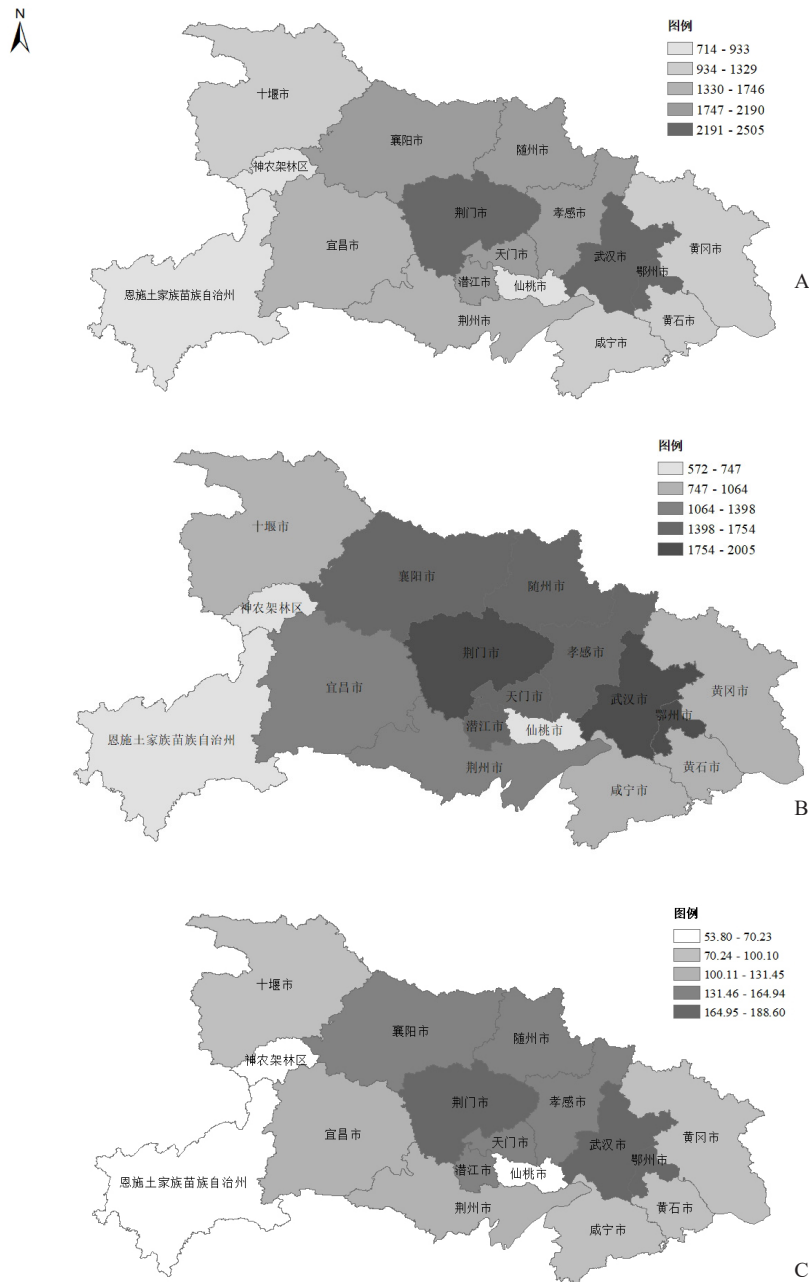 N
图例
714 - 933
934 - 1329
1330 - 1746
1747 - 2190
2191 - 2505
十堰市
襄阳市
随州市
神农架林区
荆门市
孝感市
宜昌市
天门市
武汉市
黄冈市
鄂州市
潜江市
仙桃市
恩施土家族苗族自治州
荆州市
黄石市
咸宁市
A
图例
572 - 747
747 - 1064
1064 - 1398
1398 - 1754
1754 - 2005
十堰市
襄阳市
随州市
神农架林区
荆门市
孝感市
宜昌市
天门市
武汉市
黄冈市
鄂州市
潜江市
仙桃市
恩施土家族苗族自治州
荆州市
黄石市
咸宁市
B
图例
53.80 - 70.23
70.24 - 100.10
100.11 - 131.45
131.46 - 164.94
164.95 - 188.60
十堰市
襄阳市
随州市
神农架林区
荆门市
孝感市
宜昌市
天门市
武汉市
黄冈市
鄂州市
潜江市
仙桃市
恩施土家族苗族自治州
荆州市
黄石市
咸宁市
C